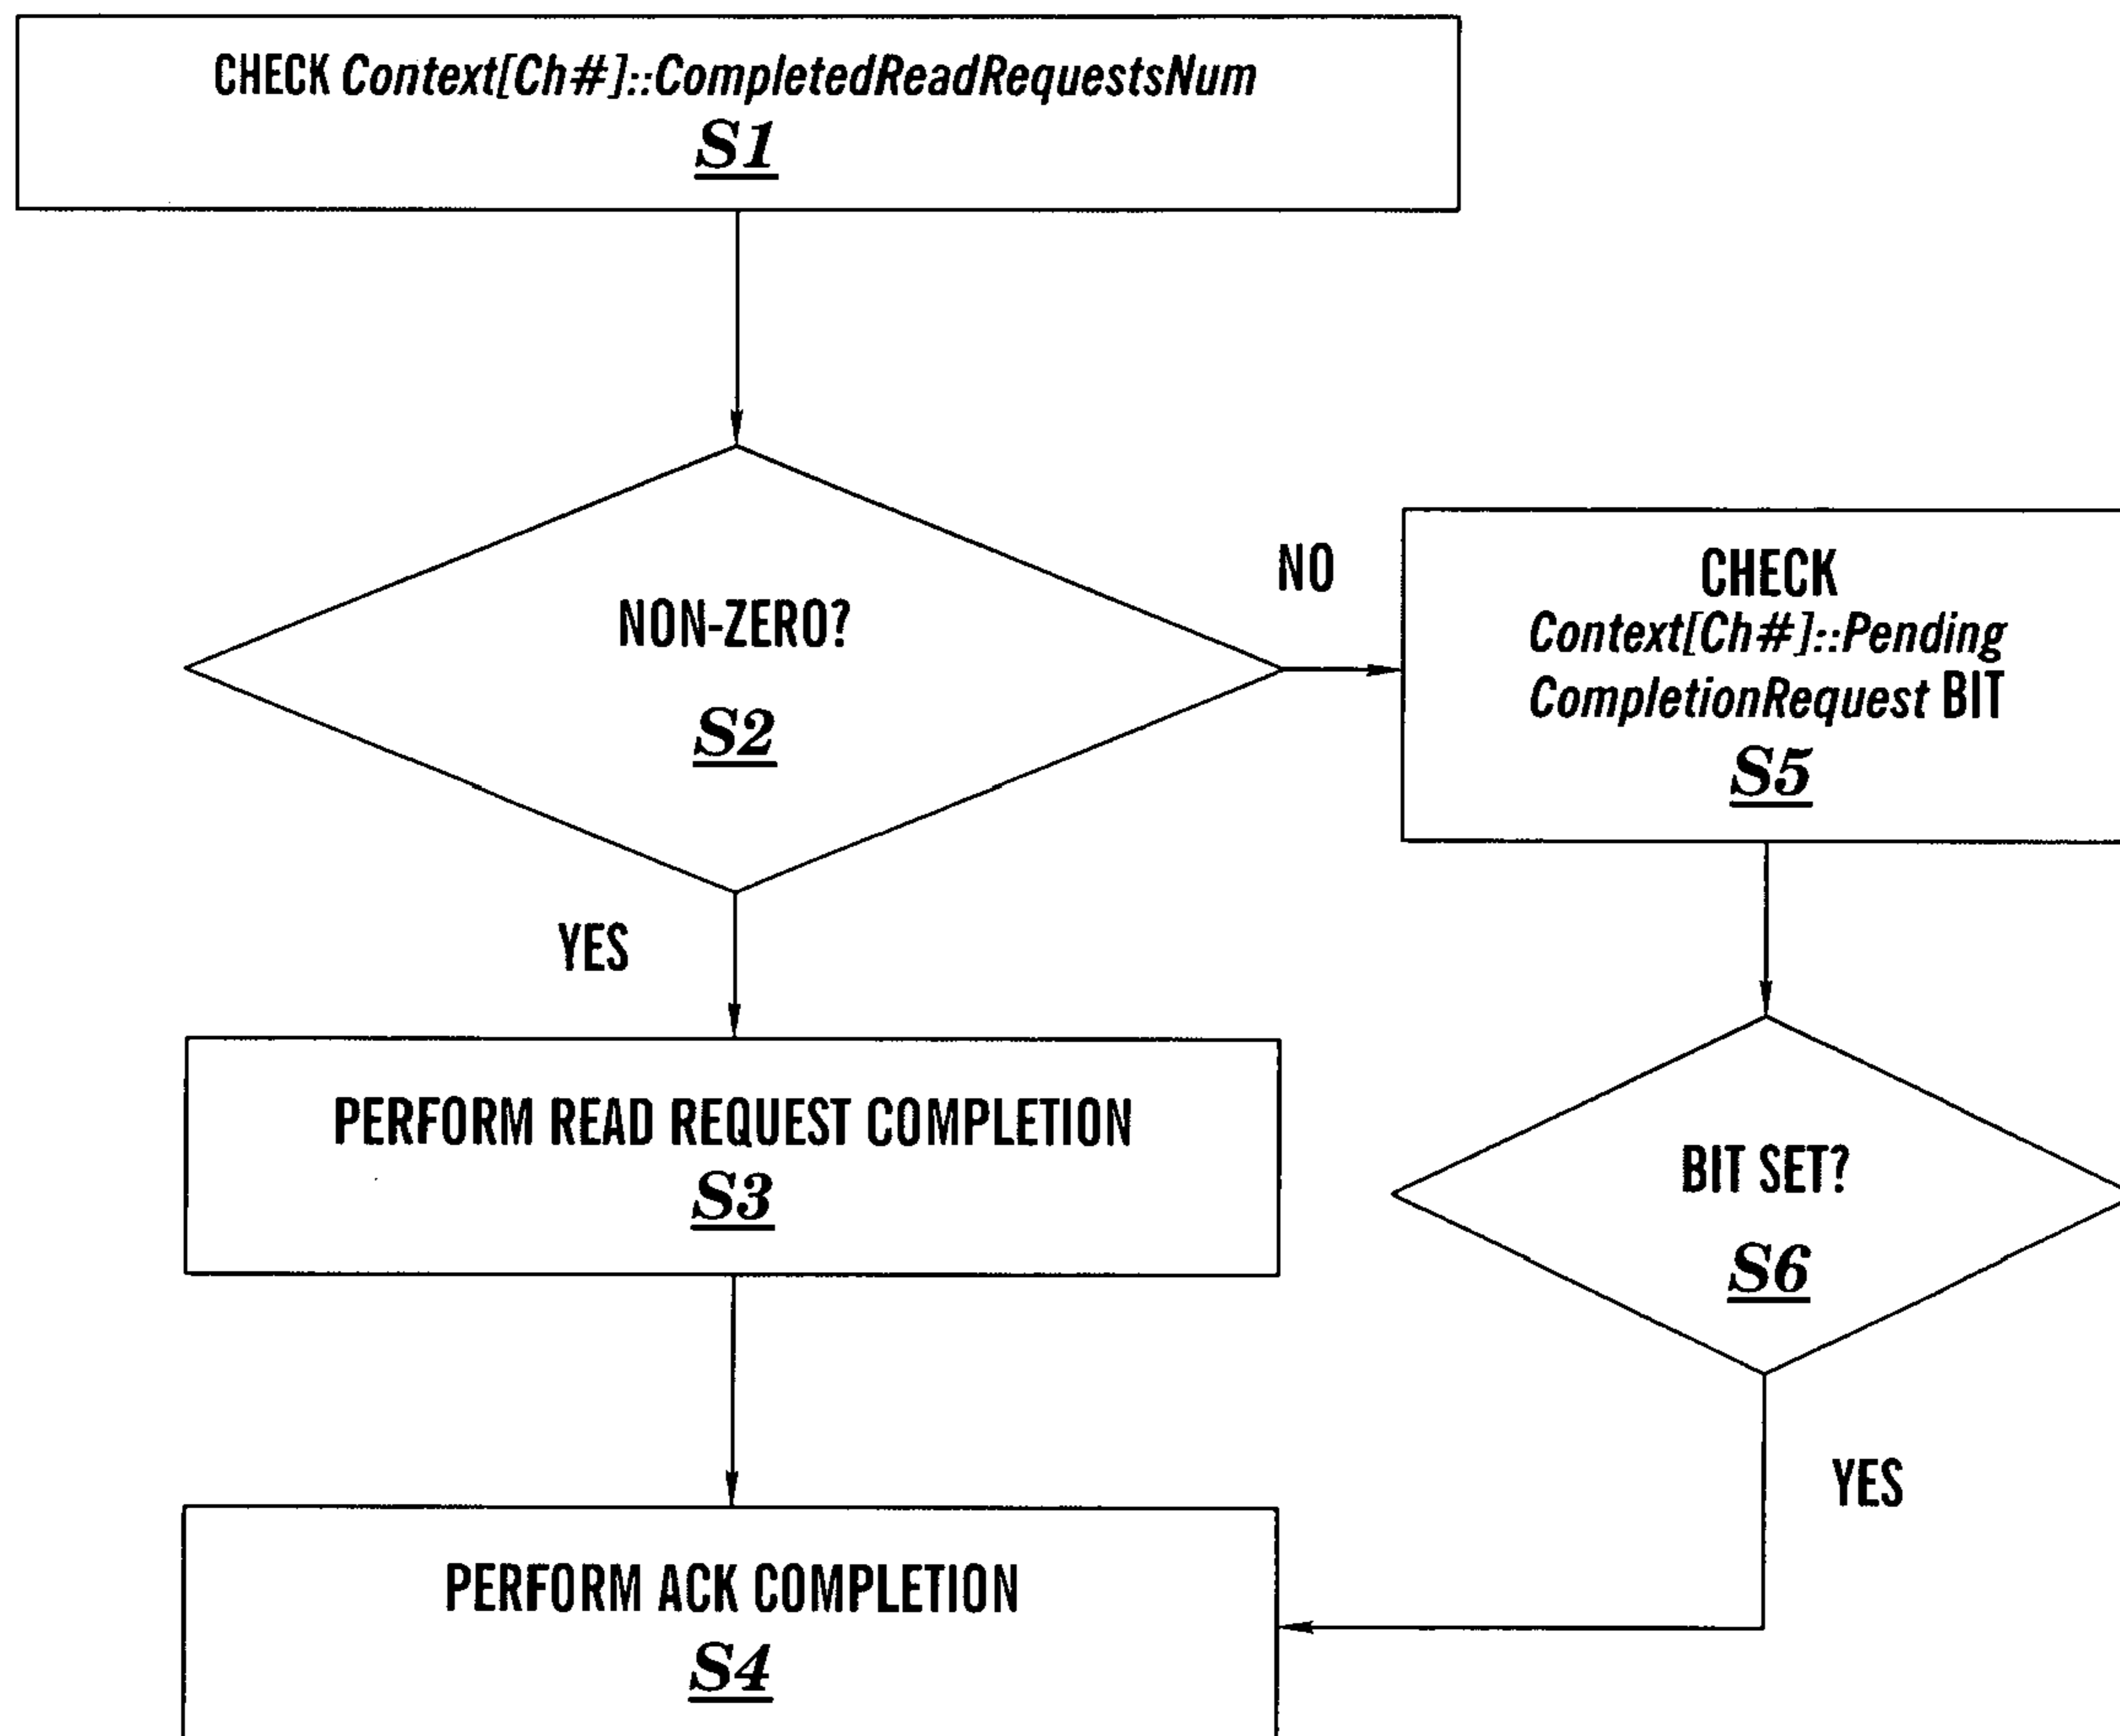 CHECK Context[Ch#]::CompletedReadRequestsNum
S1
NON-ZERO?
S2
NO
CHECK
Context[Ch#]::Pending
CompletionRequest BIT
S5
YES
PERFORM READ REQUEST COMPLETION
S3
BIT SET?
S6
YES
PERFORM ACK COMPLETION
S4